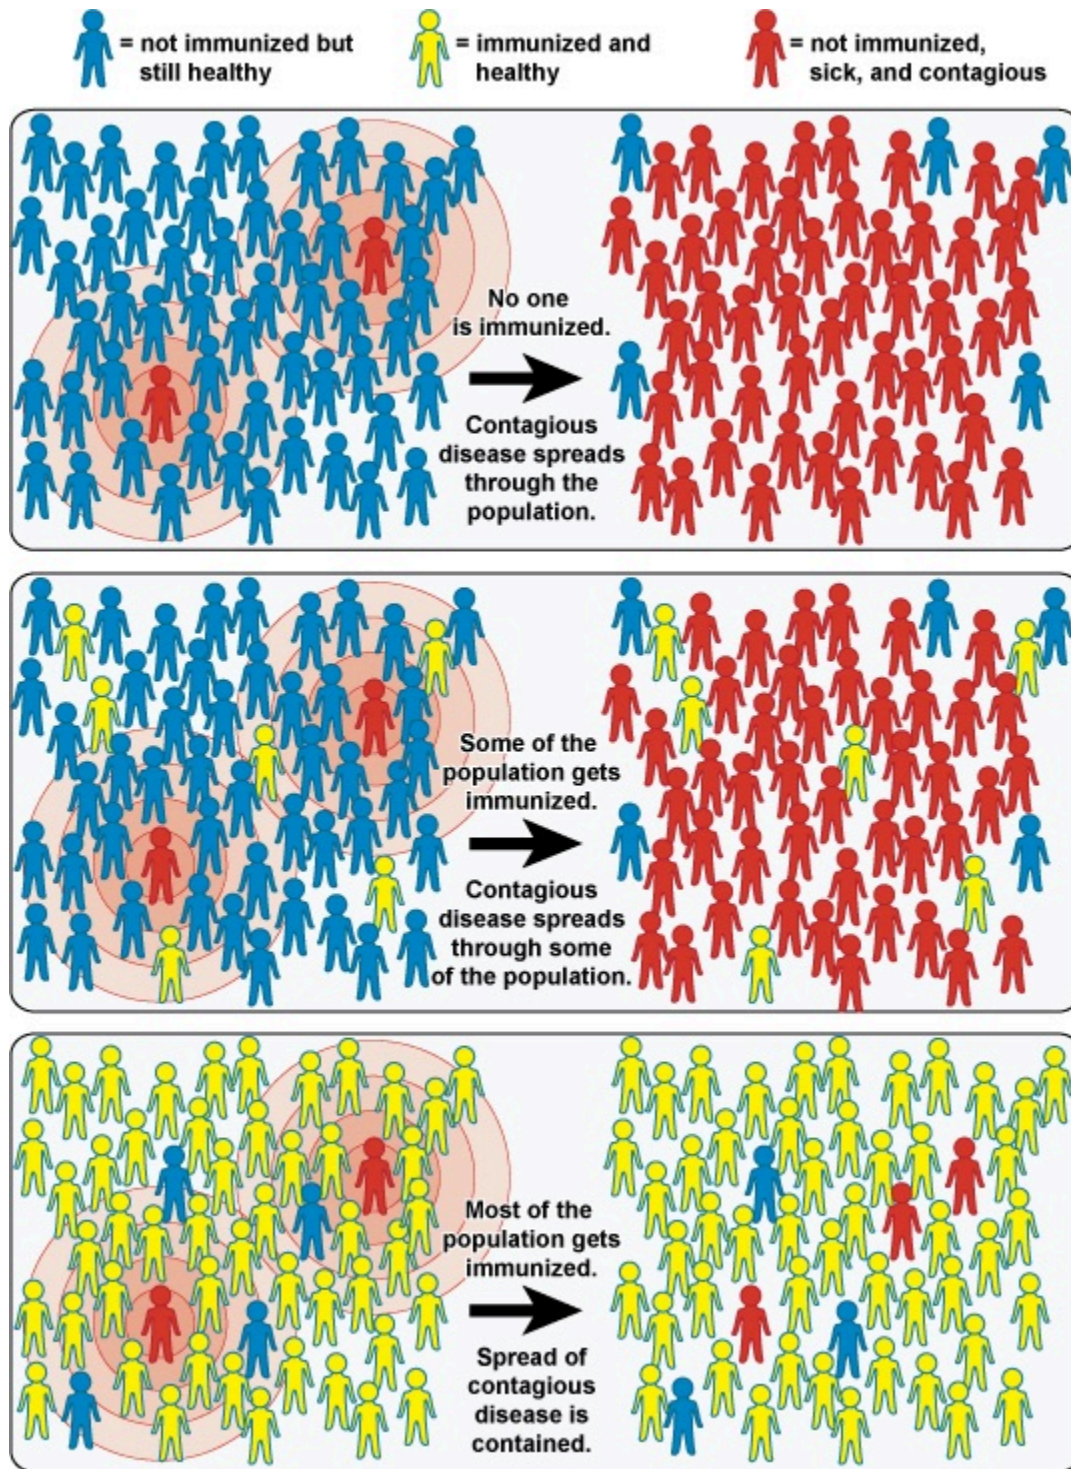 = not immunized but
still healthy
= immunized and
healthy
= not immunized,
sick, and contagious
No one
is immunized.
Contagious
disease spreads
through the
population.
Some of the
population gets
immunized.
Contagious
disease spreads
through some
of the population.
Most of the
population gets
immunized.
Spread of
contagious
disease is
contained.